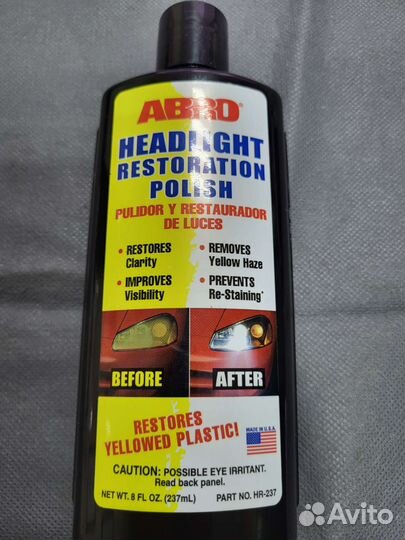 ABRO
HEADLIGHT
RESTORATION
POLISH
PULIDOR Y RESTAURADOR
DE LUCES
• RESTORES
Clarity
• REMOVES
Yellow Haze
• IMPROVES
Visibility
• PREVENTS
Re-Staining*
BEFORE
AFTER
RESTORES
YELLOWED PLASTIC!
MADE IN U.S.A.
CAUTION: POSSIBLE EYE IRRITANT.
Read back panel.
NET WT. 8 FL OZ. (237mL) PART NO. HR-237
Avito